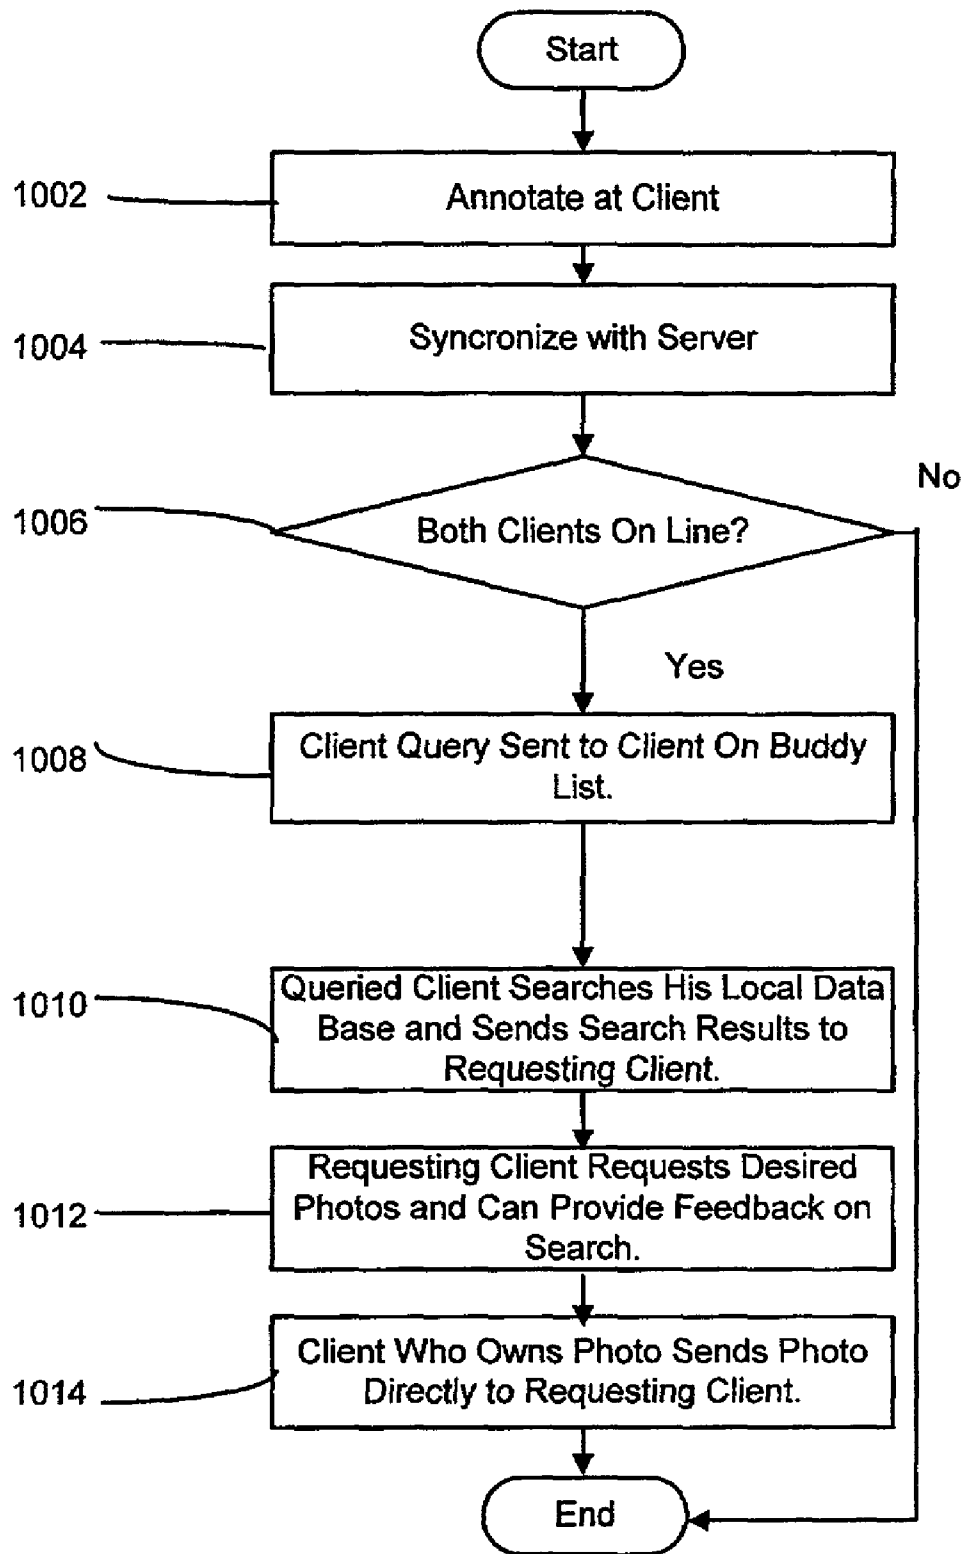 Start
1002
Annotate at Client
1004
Syncronize with Server
No
1006
Both Clients On Line?
Yes
1008
Client Query Sent to Client On Buddy
List.
1010
Queried Client Searches His Local Data
Base and Sends Search Results to
Requesting Client.
1012
Requesting Client Requests Desired
Photos and Can Provide Feedback on
Search.
1014
Client Who Owns Photo Sends Photo
Directly to Requesting Client.
End